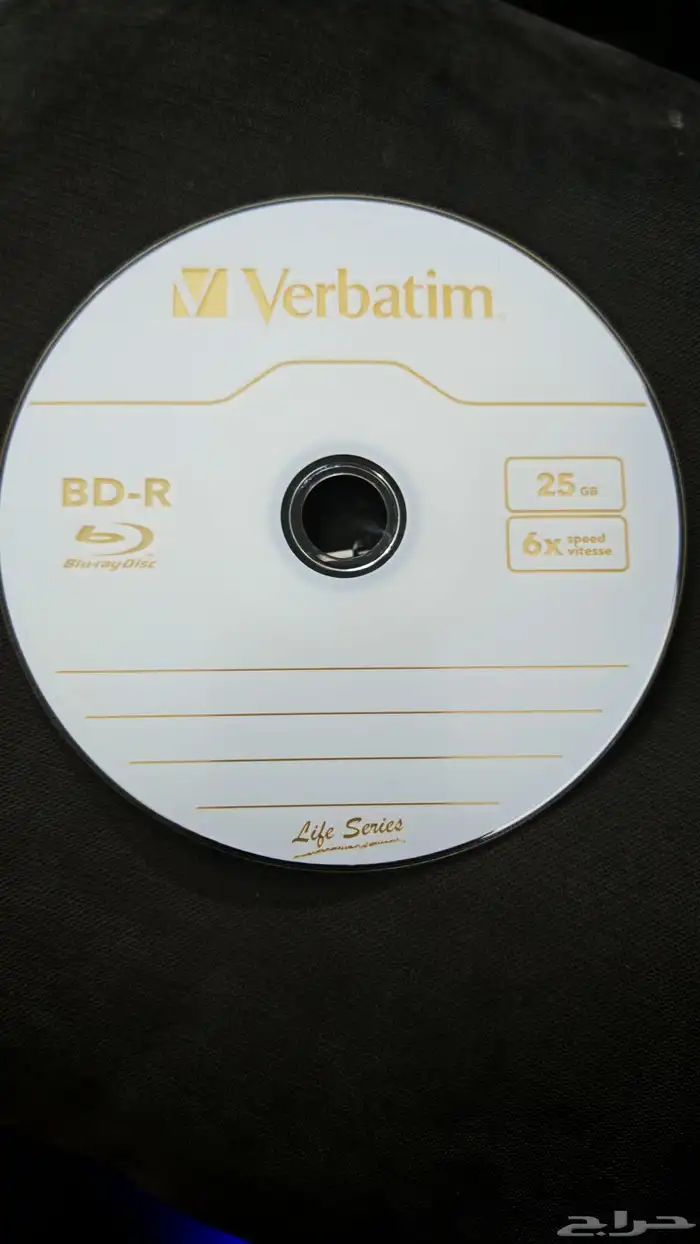 Verbatim
BD-R
Blu-ray Disc
25 GB
6x speed vitesse
Life Series
حراج